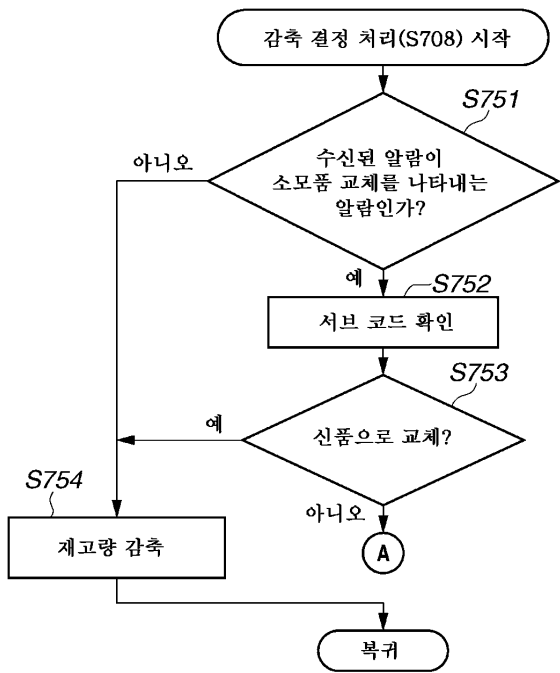 감축 결정 처리(S708) 시작
S751
아니오
수신된 알람이
소모품 교체를 나타내는
알람인가?
예
S752
서브 코드 확인
S753
예
신품으로 교체?
S754
아니오
재고량 감축
A
복귀